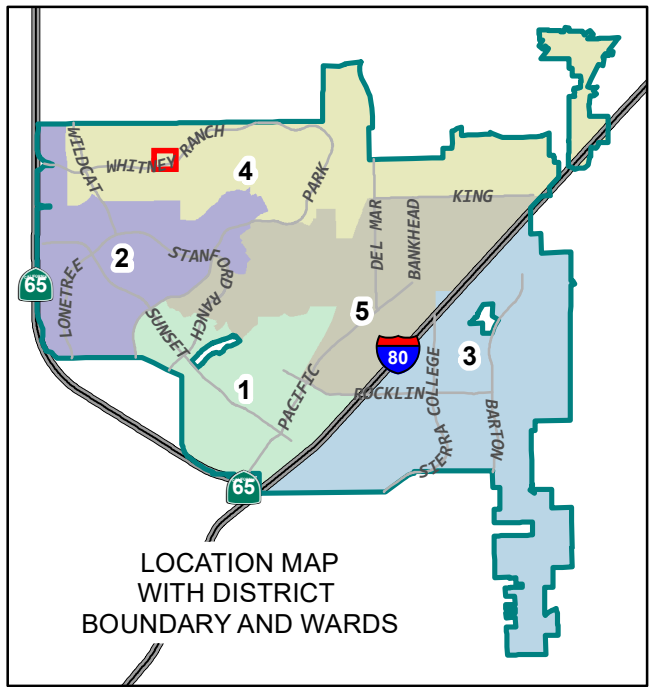 WILDCAT
WHITNEY RANCH
4
PARK
KING
DEL MAR
BANKHEAD
2
STANFORD RANCH
65
LONETREE
SUNSET
5
80
3
1
PACIFIC
ROCKLIN
SIERRA COLLEGE
BARTON
65
LOCATION MAP
WITH DISTRICT
BOUNDARY AND WARDS